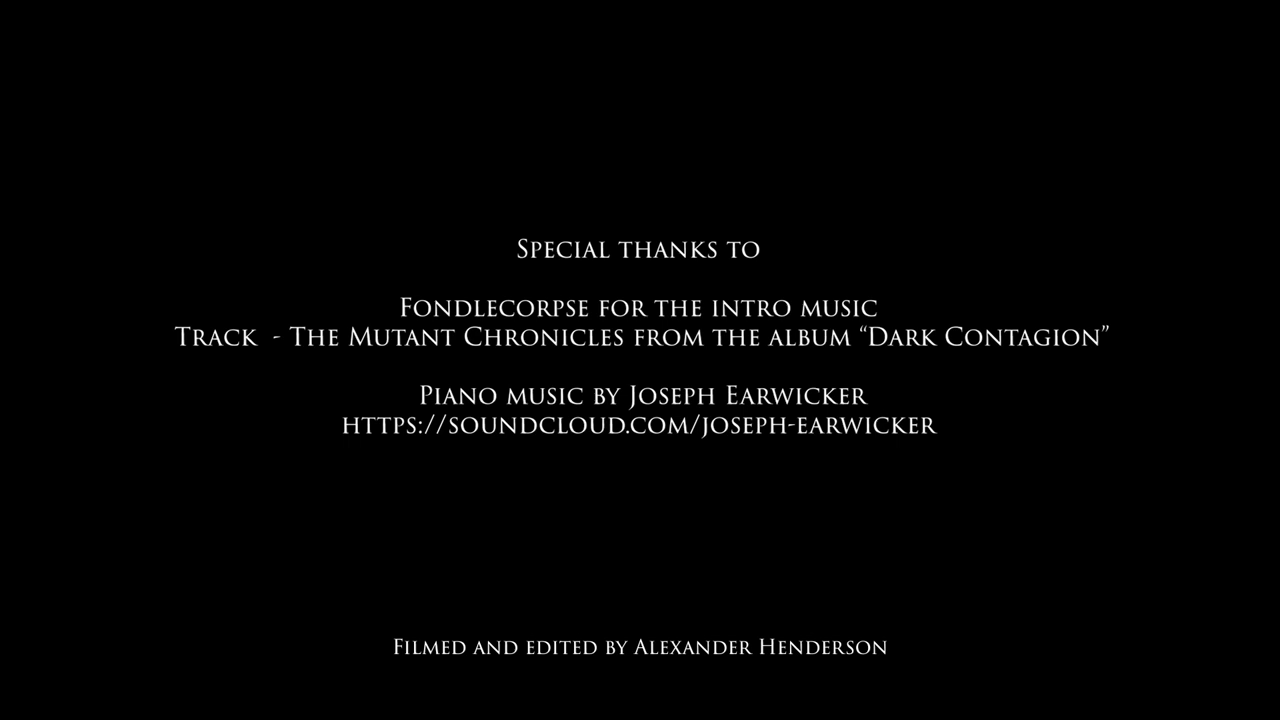 Special thanks to
Fondlecorpse for the intro music
Track - The Mutant Chronicles from the album “Dark Contagion”
Piano music by Joseph Earwicker
https://soundcloud.com/joseph-earwicker
Filmed and edited by Alexander Henderson